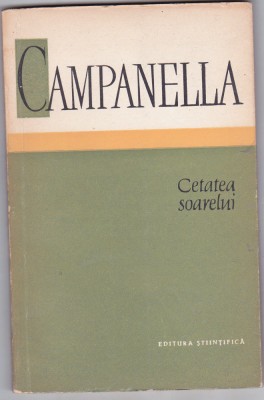 CAMPANELLA
Cetatea
soarelui
EDITURA ȘTIINȚIFICĂ